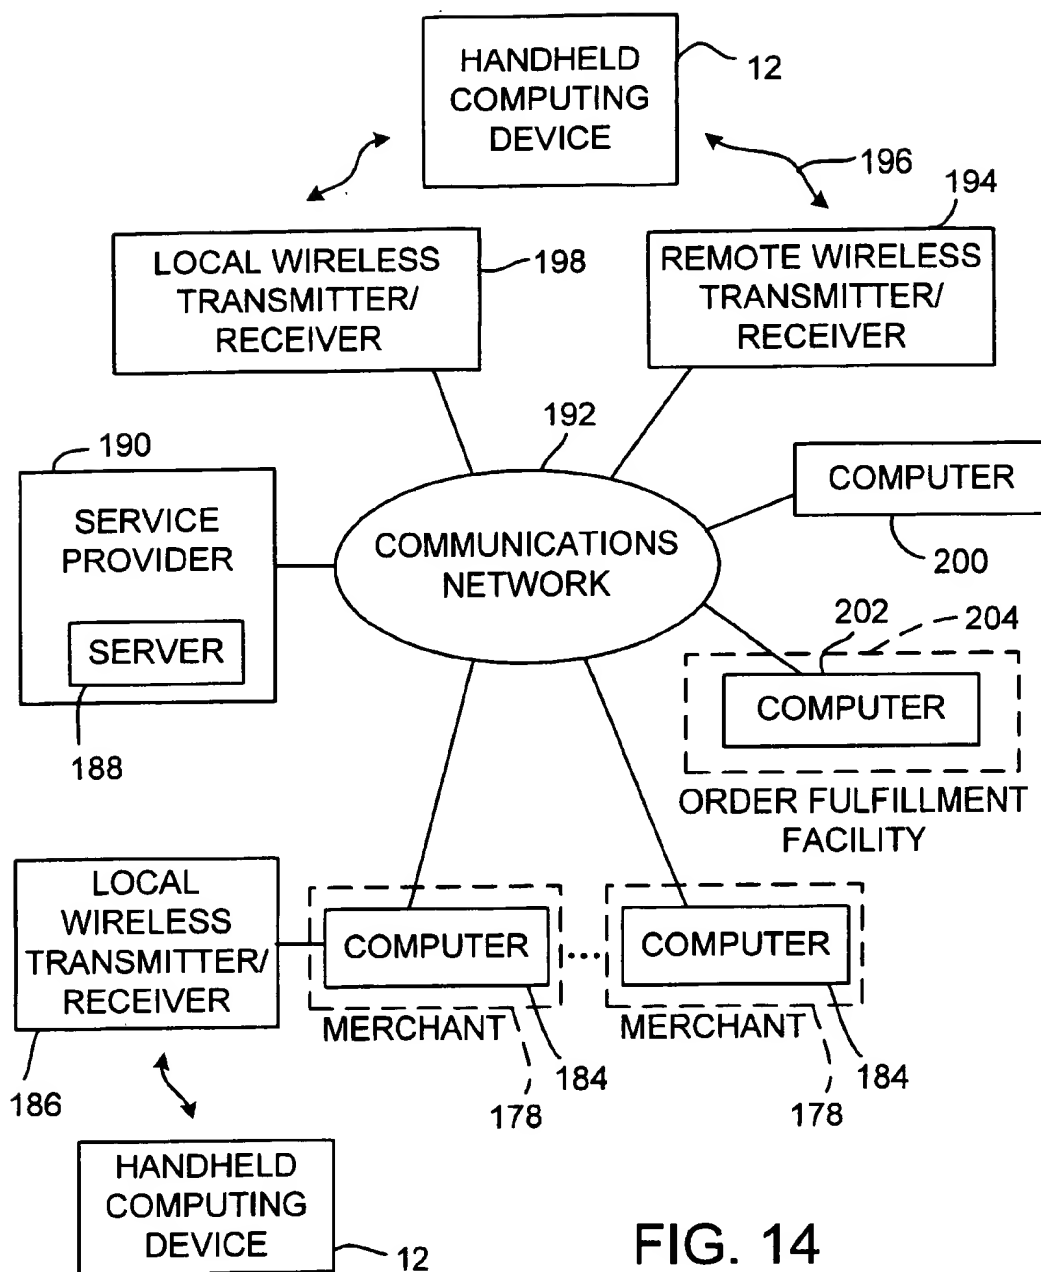 HANDHELD
COMPUTING
DEVICE
12
196
194
LOCAL WIRELESS
TRANSMITTER/
RECEIVER
198
REMOTE WIRELESS
TRANSMITTER/
RECEIVER
190
SERVICE
PROVIDER
SERVER
188
192
COMMUNICATIONS
NETWORK
COMPUTER
200
202
204
COMPUTER
ORDER FULFILLMENT
FACILITY
LOCAL
WIRELESS
TRANSMITTER/
RECEIVER
186
COMPUTER
MERCHANT
184
178
...
COMPUTER
MERCHANT
184
178
HANDHELD
COMPUTING
DEVICE
12
FIG. 14